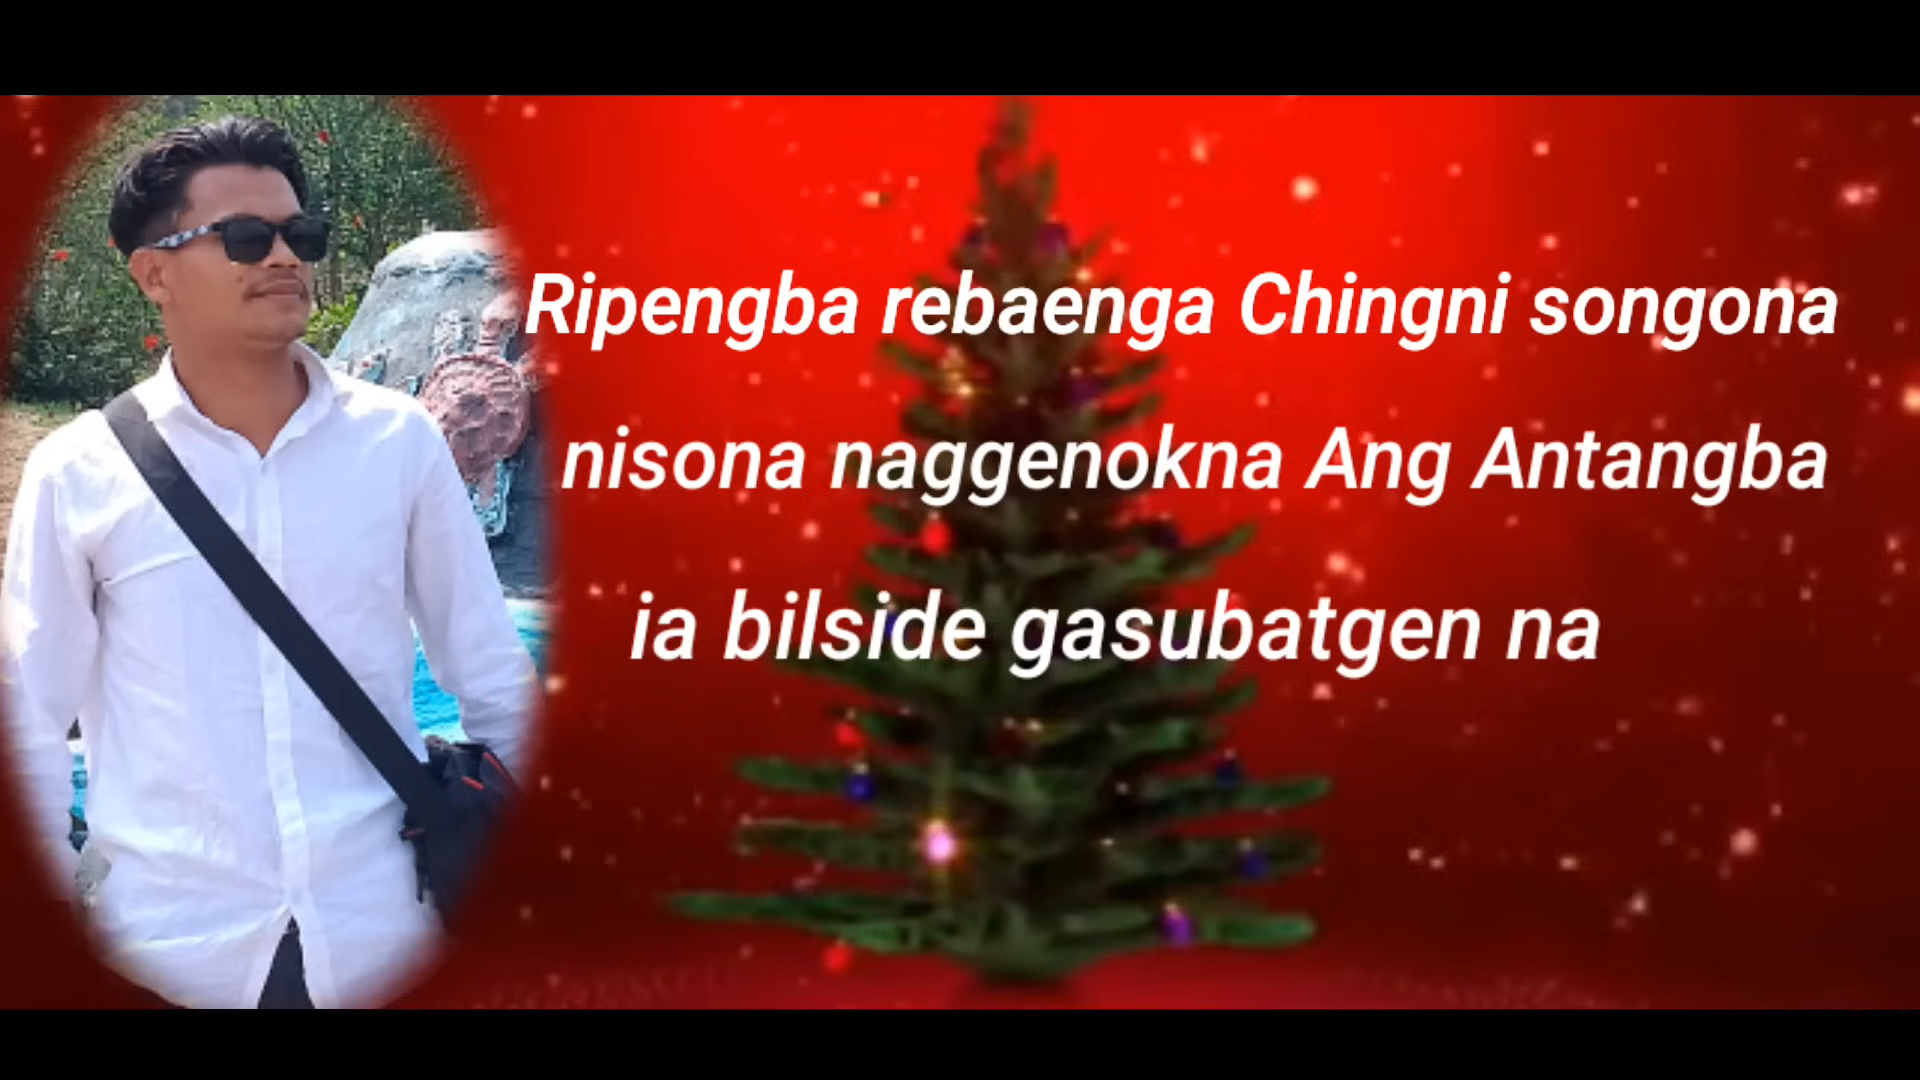 Ripengba rebaenga Chingni songona
nisona naggenokna Ang Antangba
ia bilside gasubatgen na